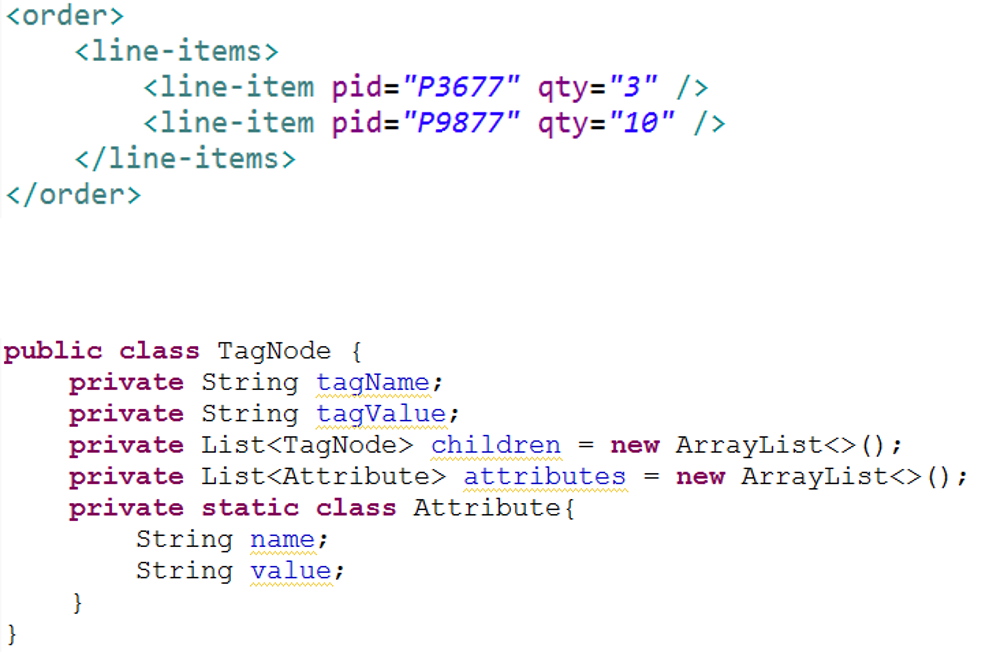 <order>
    <line-items>
        <line-item pid="P3677" qty="3" />
        <line-item pid="P9877" qty="10" />
    </line-items>
</order>
public class TagNode {
    private String tagName;
    private String tagValue;
    private List<TagNode> children = new ArrayList<>();
    private List<Attribute> attributes = new ArrayList<>();
    private static class Attribute{
        String name;
        String value;
    }
}